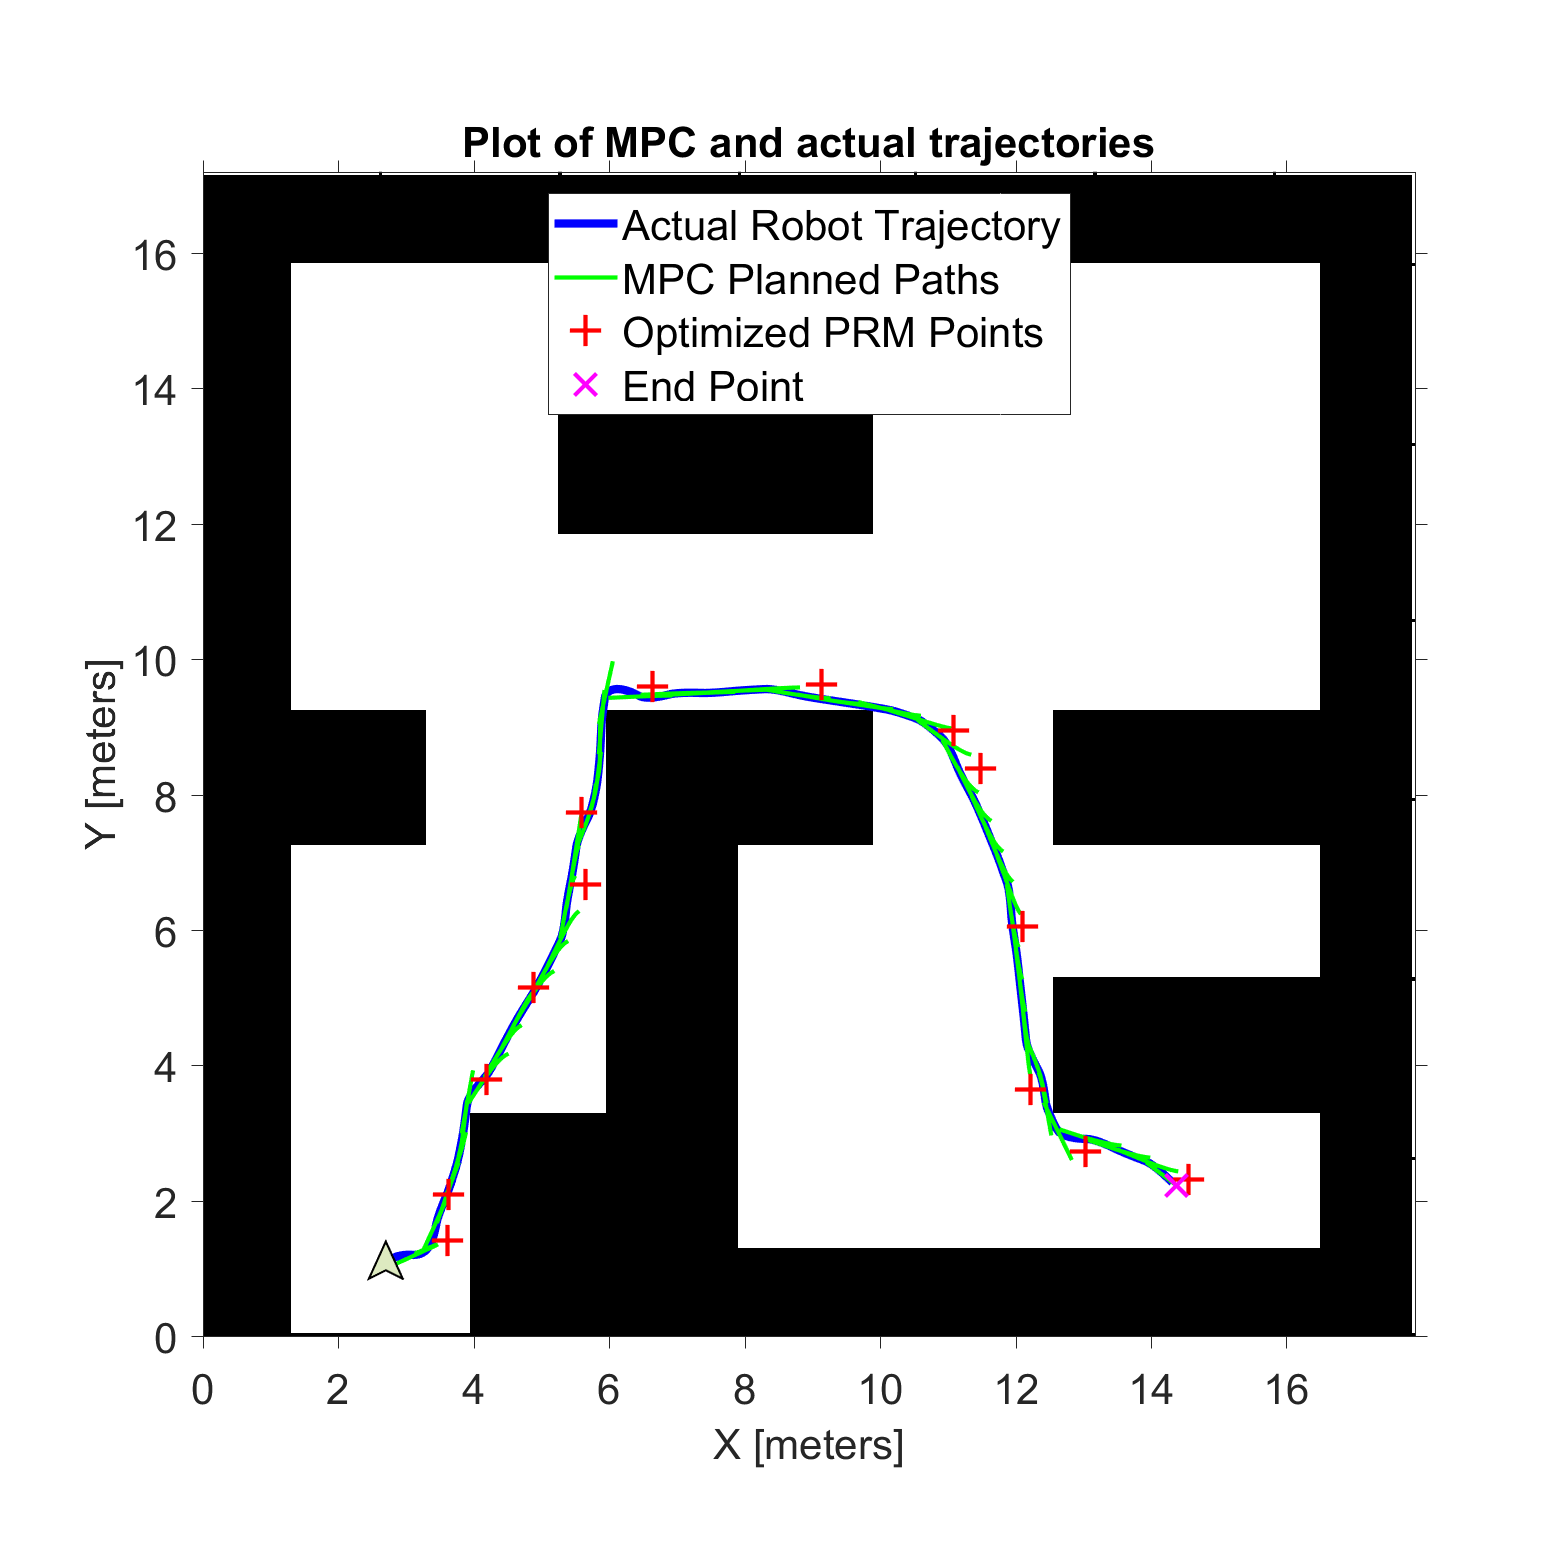 Plot of MPC and actual trajectories
Actual Robot Trajectory
MPC Planned Paths
Optimized PRM Points
End Point
16
14
12
10
8
6
4
2
0
Y [meters]
0 2 4 6 8 10 12 14 16
X [meters]